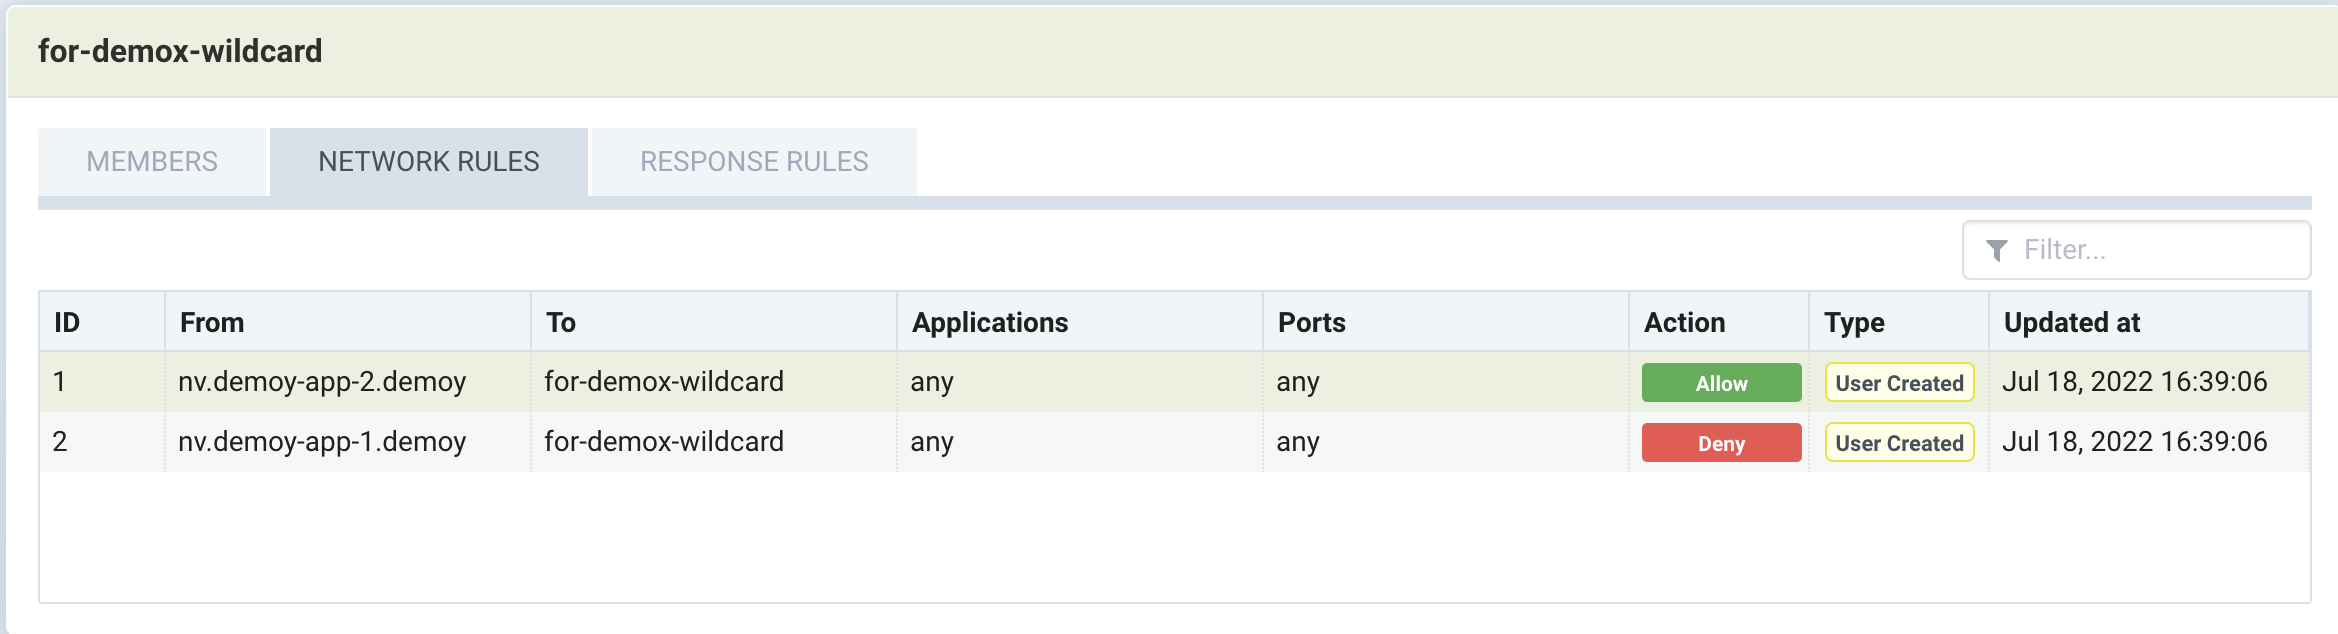 for-demox-wildcard
MEMBERS NETWORK RULES RESPONSE RULES
Filter...
ID From To Applications Ports Action Type Updated at
1 nv.demoy-app-2.demoy for-demox-wildcard any any Allow User Created Jul 18, 2022 16:39:06
2 nv.demoy-app-1.demoy for-demox-wildcard any any Deny User Created Jul 18, 2022 16:39:06